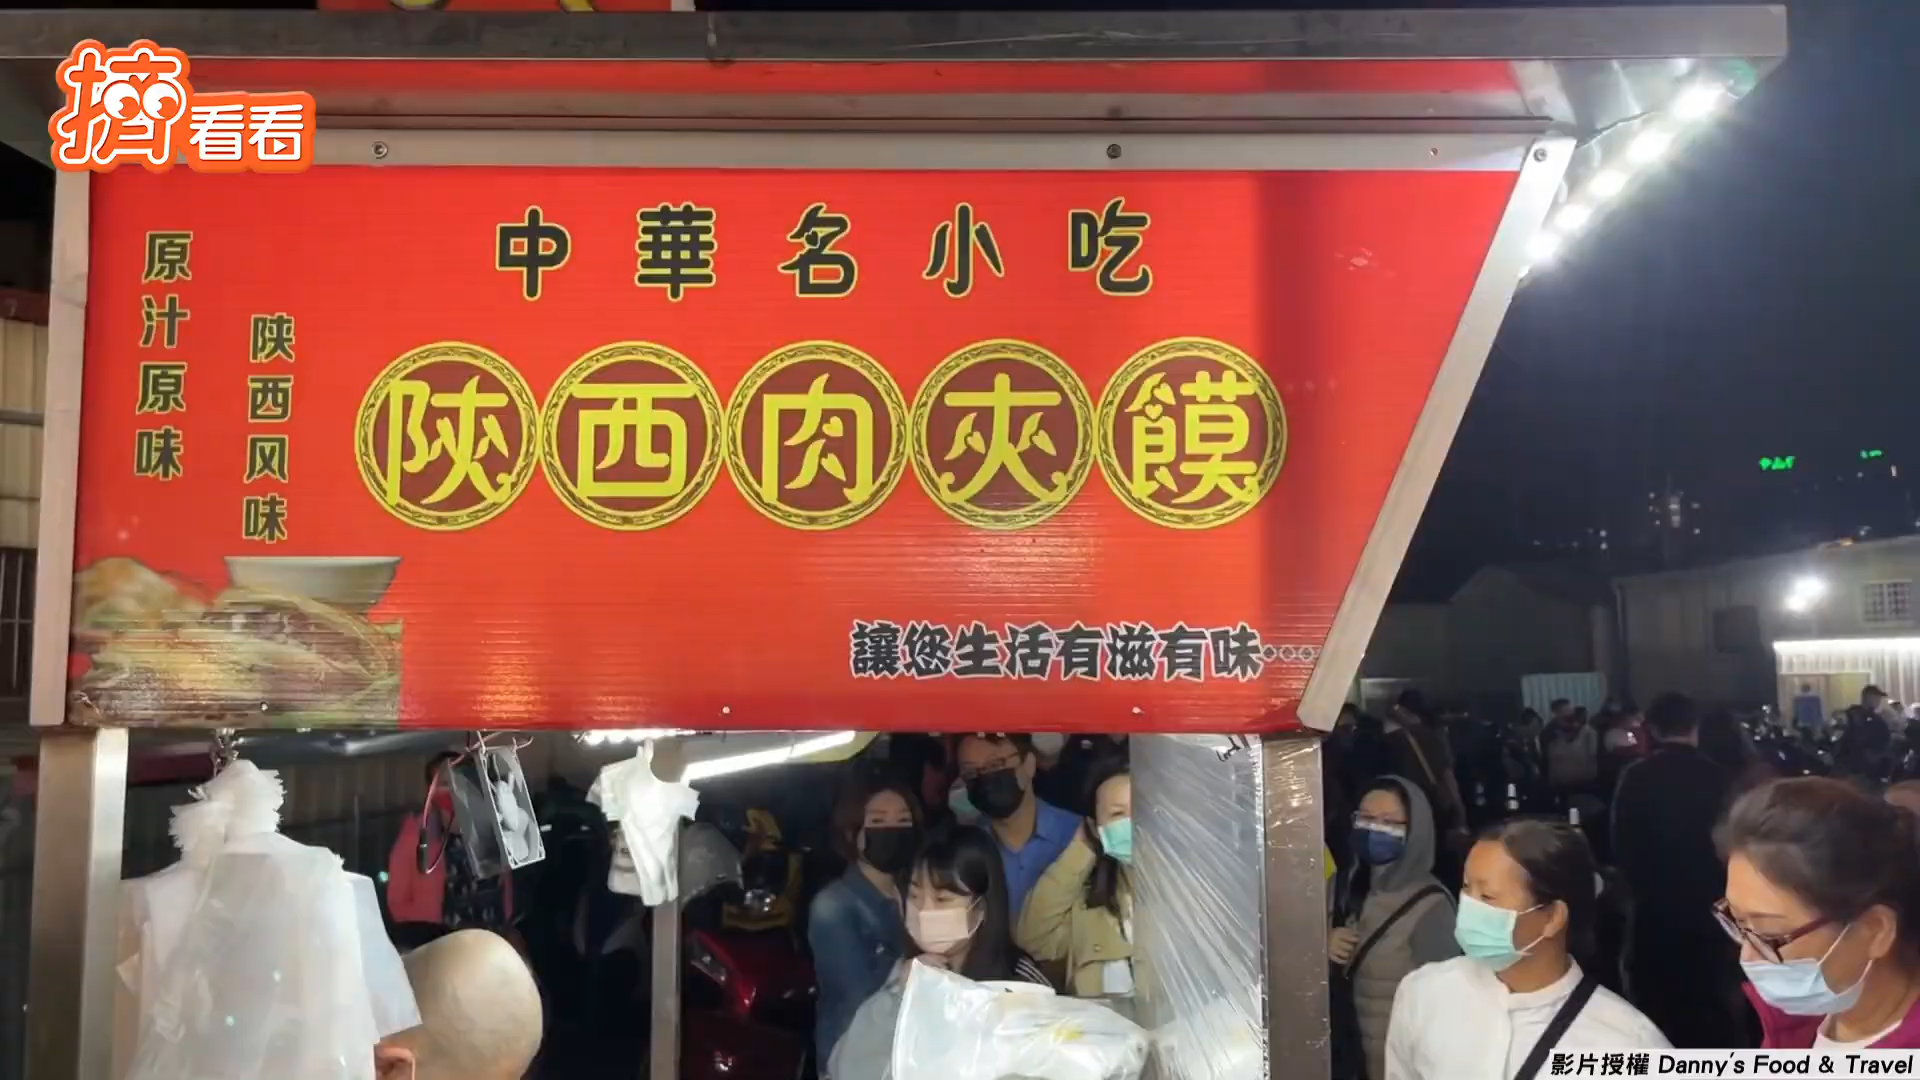 擠看看
中華名小吃
原汁原味
陕西风味
陝西肉夾饃
讓您生活有滋有味……
影片授權 Danny's Food & Travel